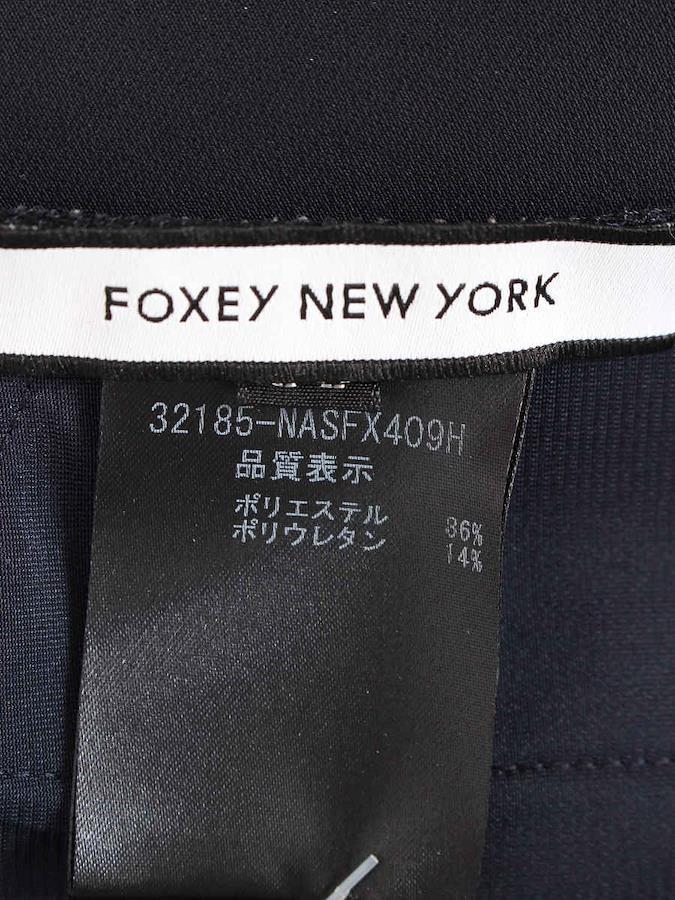 FOXEY NEW YORK
32185-NASFX409H
品質表示
ポリエステル 86%
ポリウレタン 14%